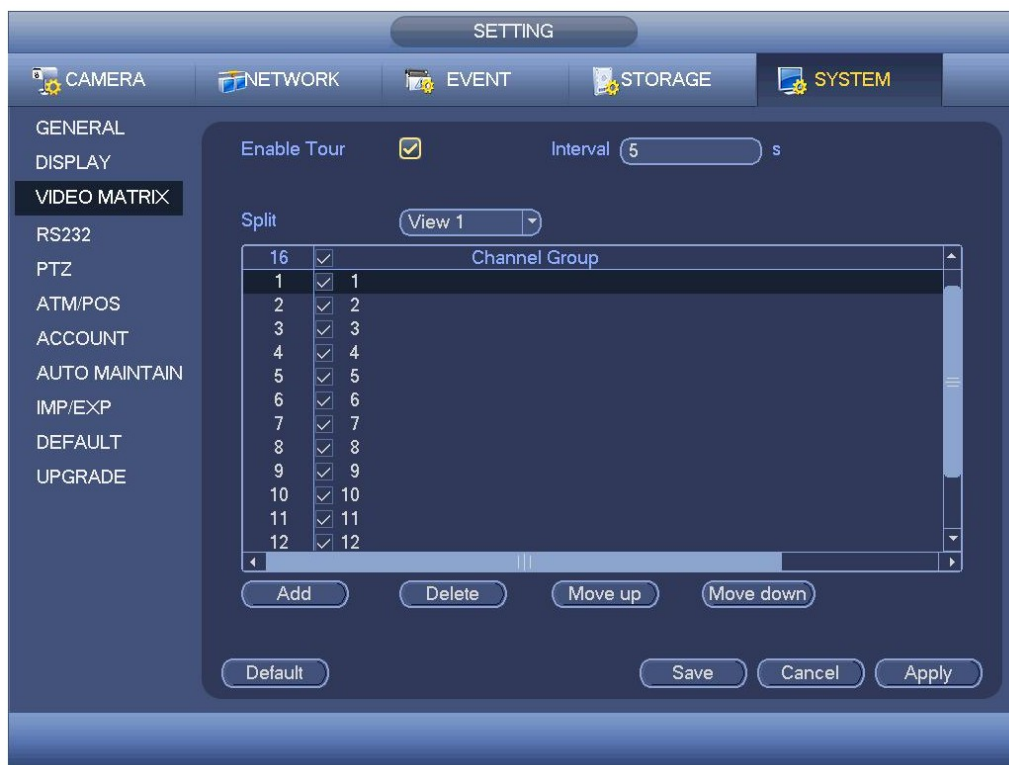 SETTING
CAMERA NETWORK EVENT STORAGE SYSTEM
GENERAL
DISPLAY
VIDEO MATRIX
RS232
PTZ
ATM/POS
ACCOUNT
AUTO MAINTAIN
IMP/EXP
DEFAULT
UPGRADE
Enable Tour Interval 5 s
Split View 1
16 Channel Group
1 1
2 2
3 3
4 4
5 5
6 6
7 7
8 8
9 9
10 10
11 11
12 12
Add Delete Move up Move down
Default Save Cancel Apply